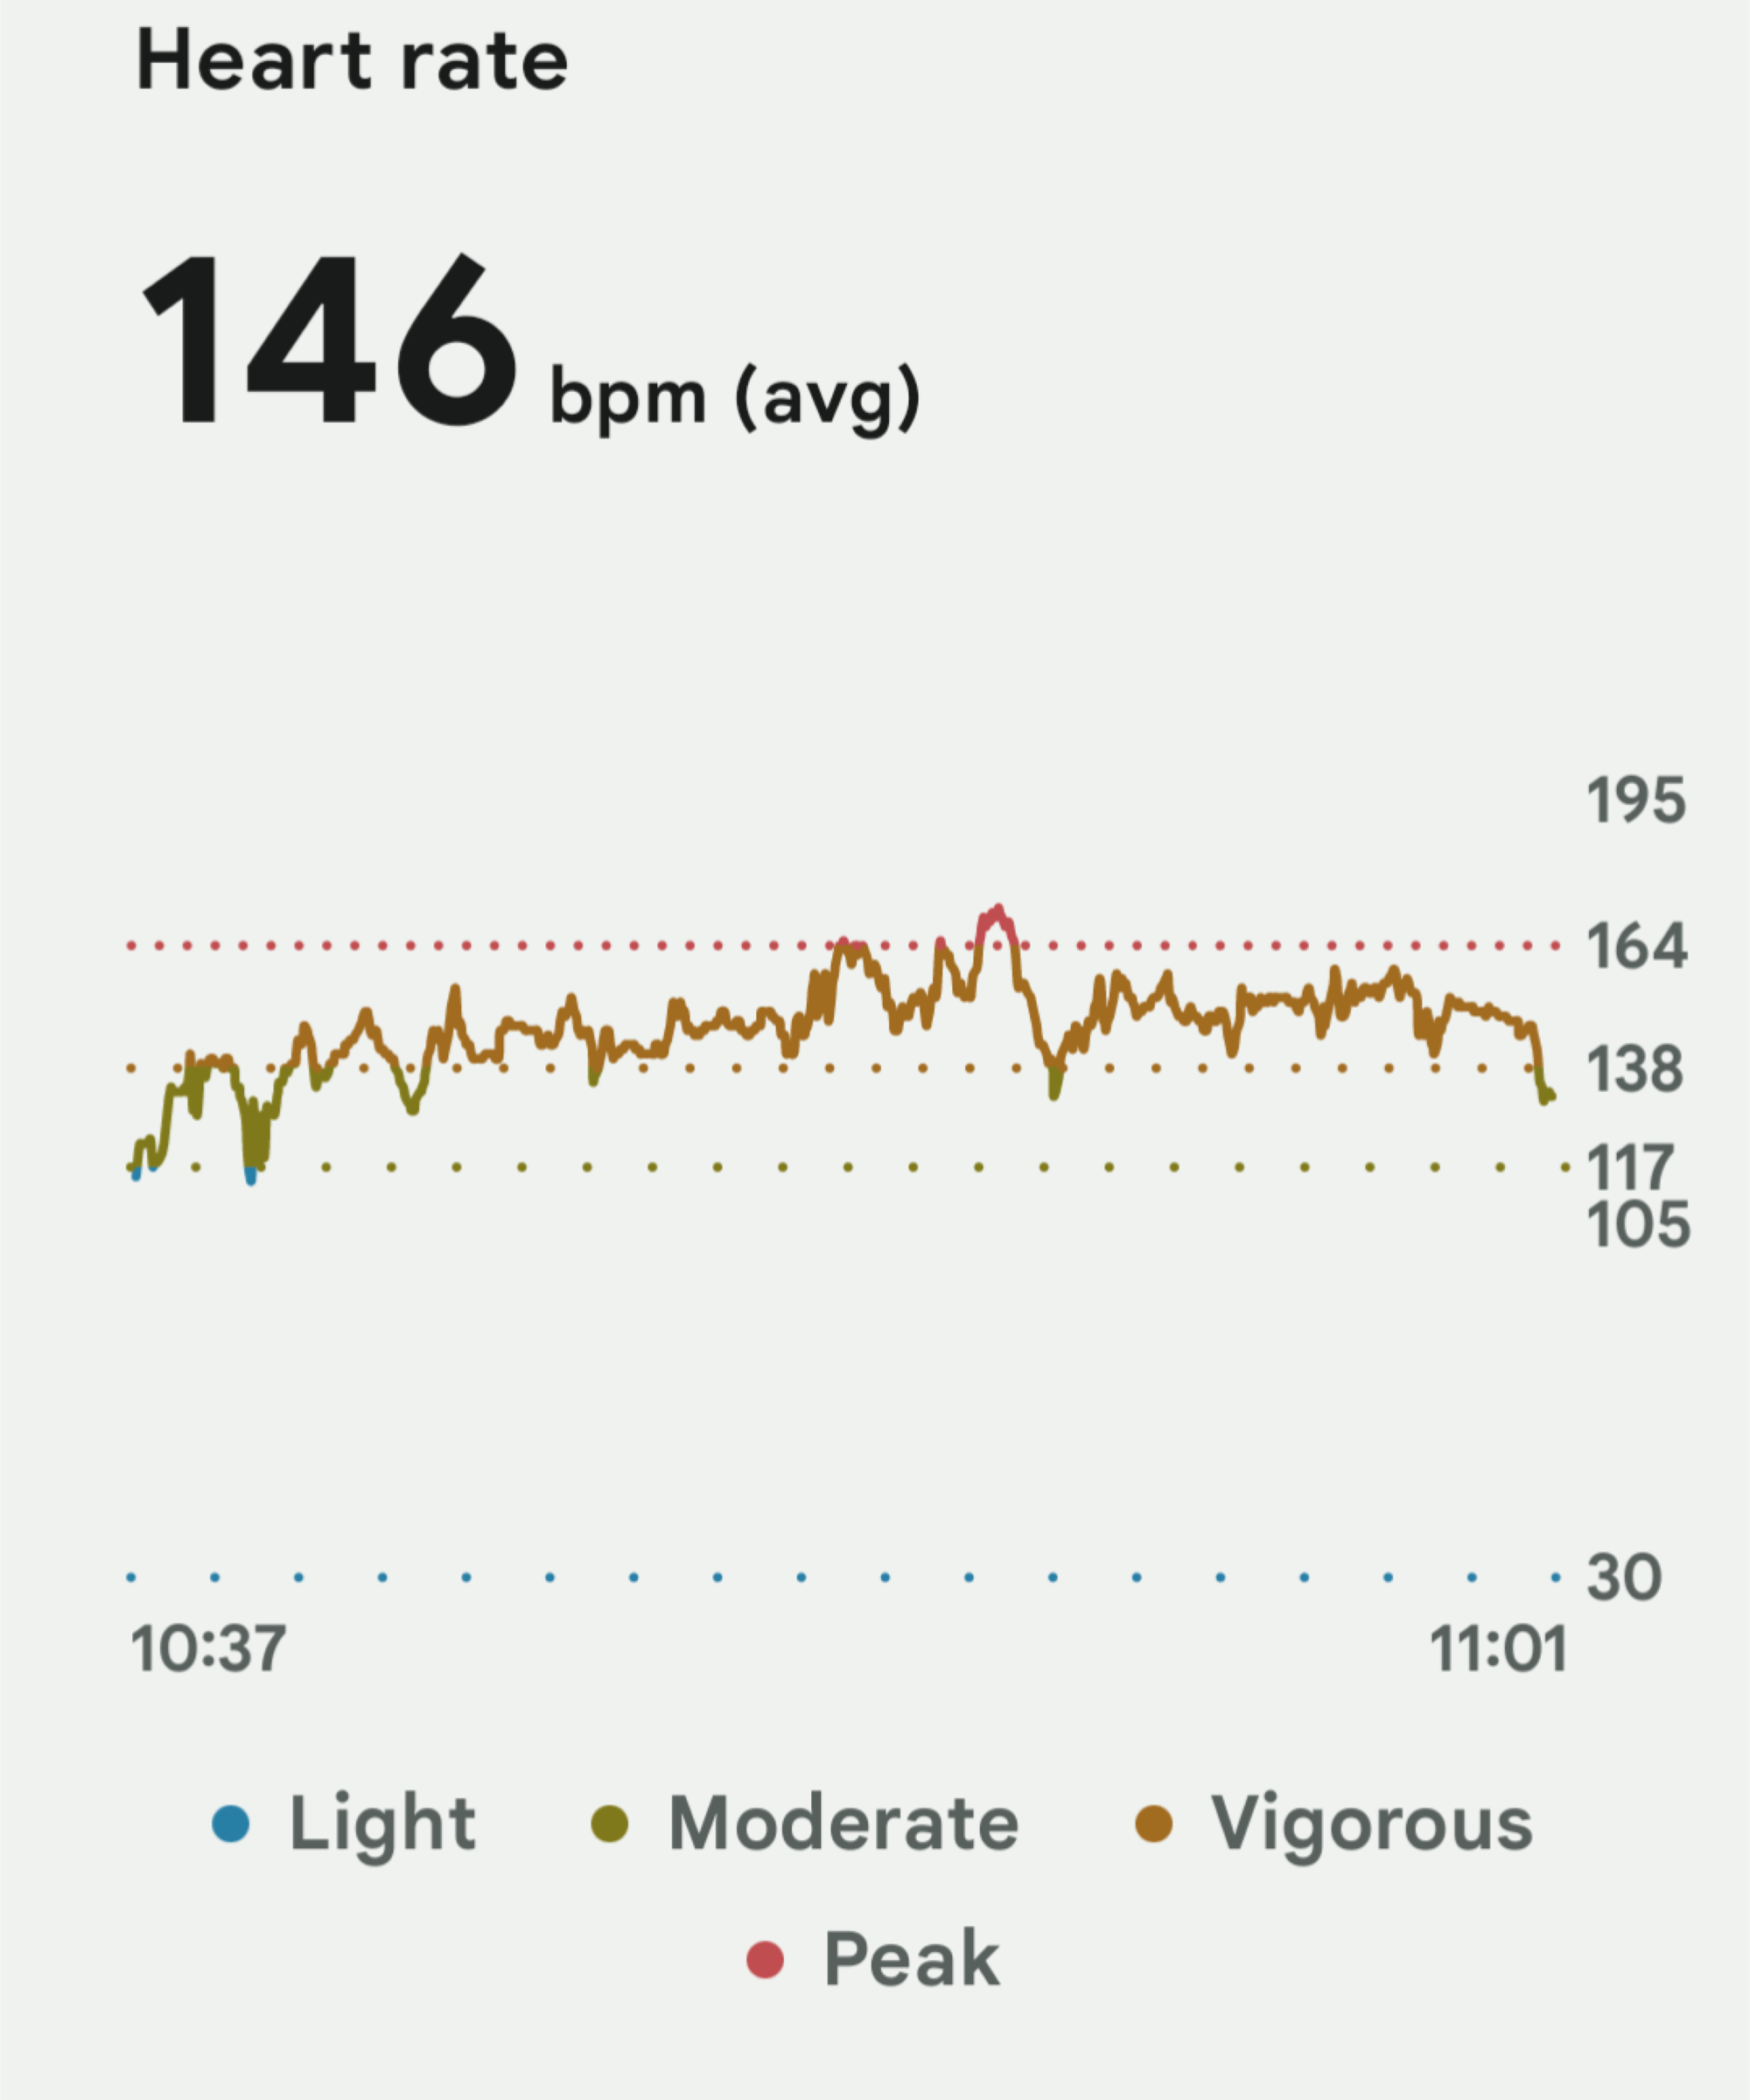 Heart rate
146 bpm (avg)
195
164
138
117
105
30
10:37 11:01
Light Moderate Vigorous
Peak